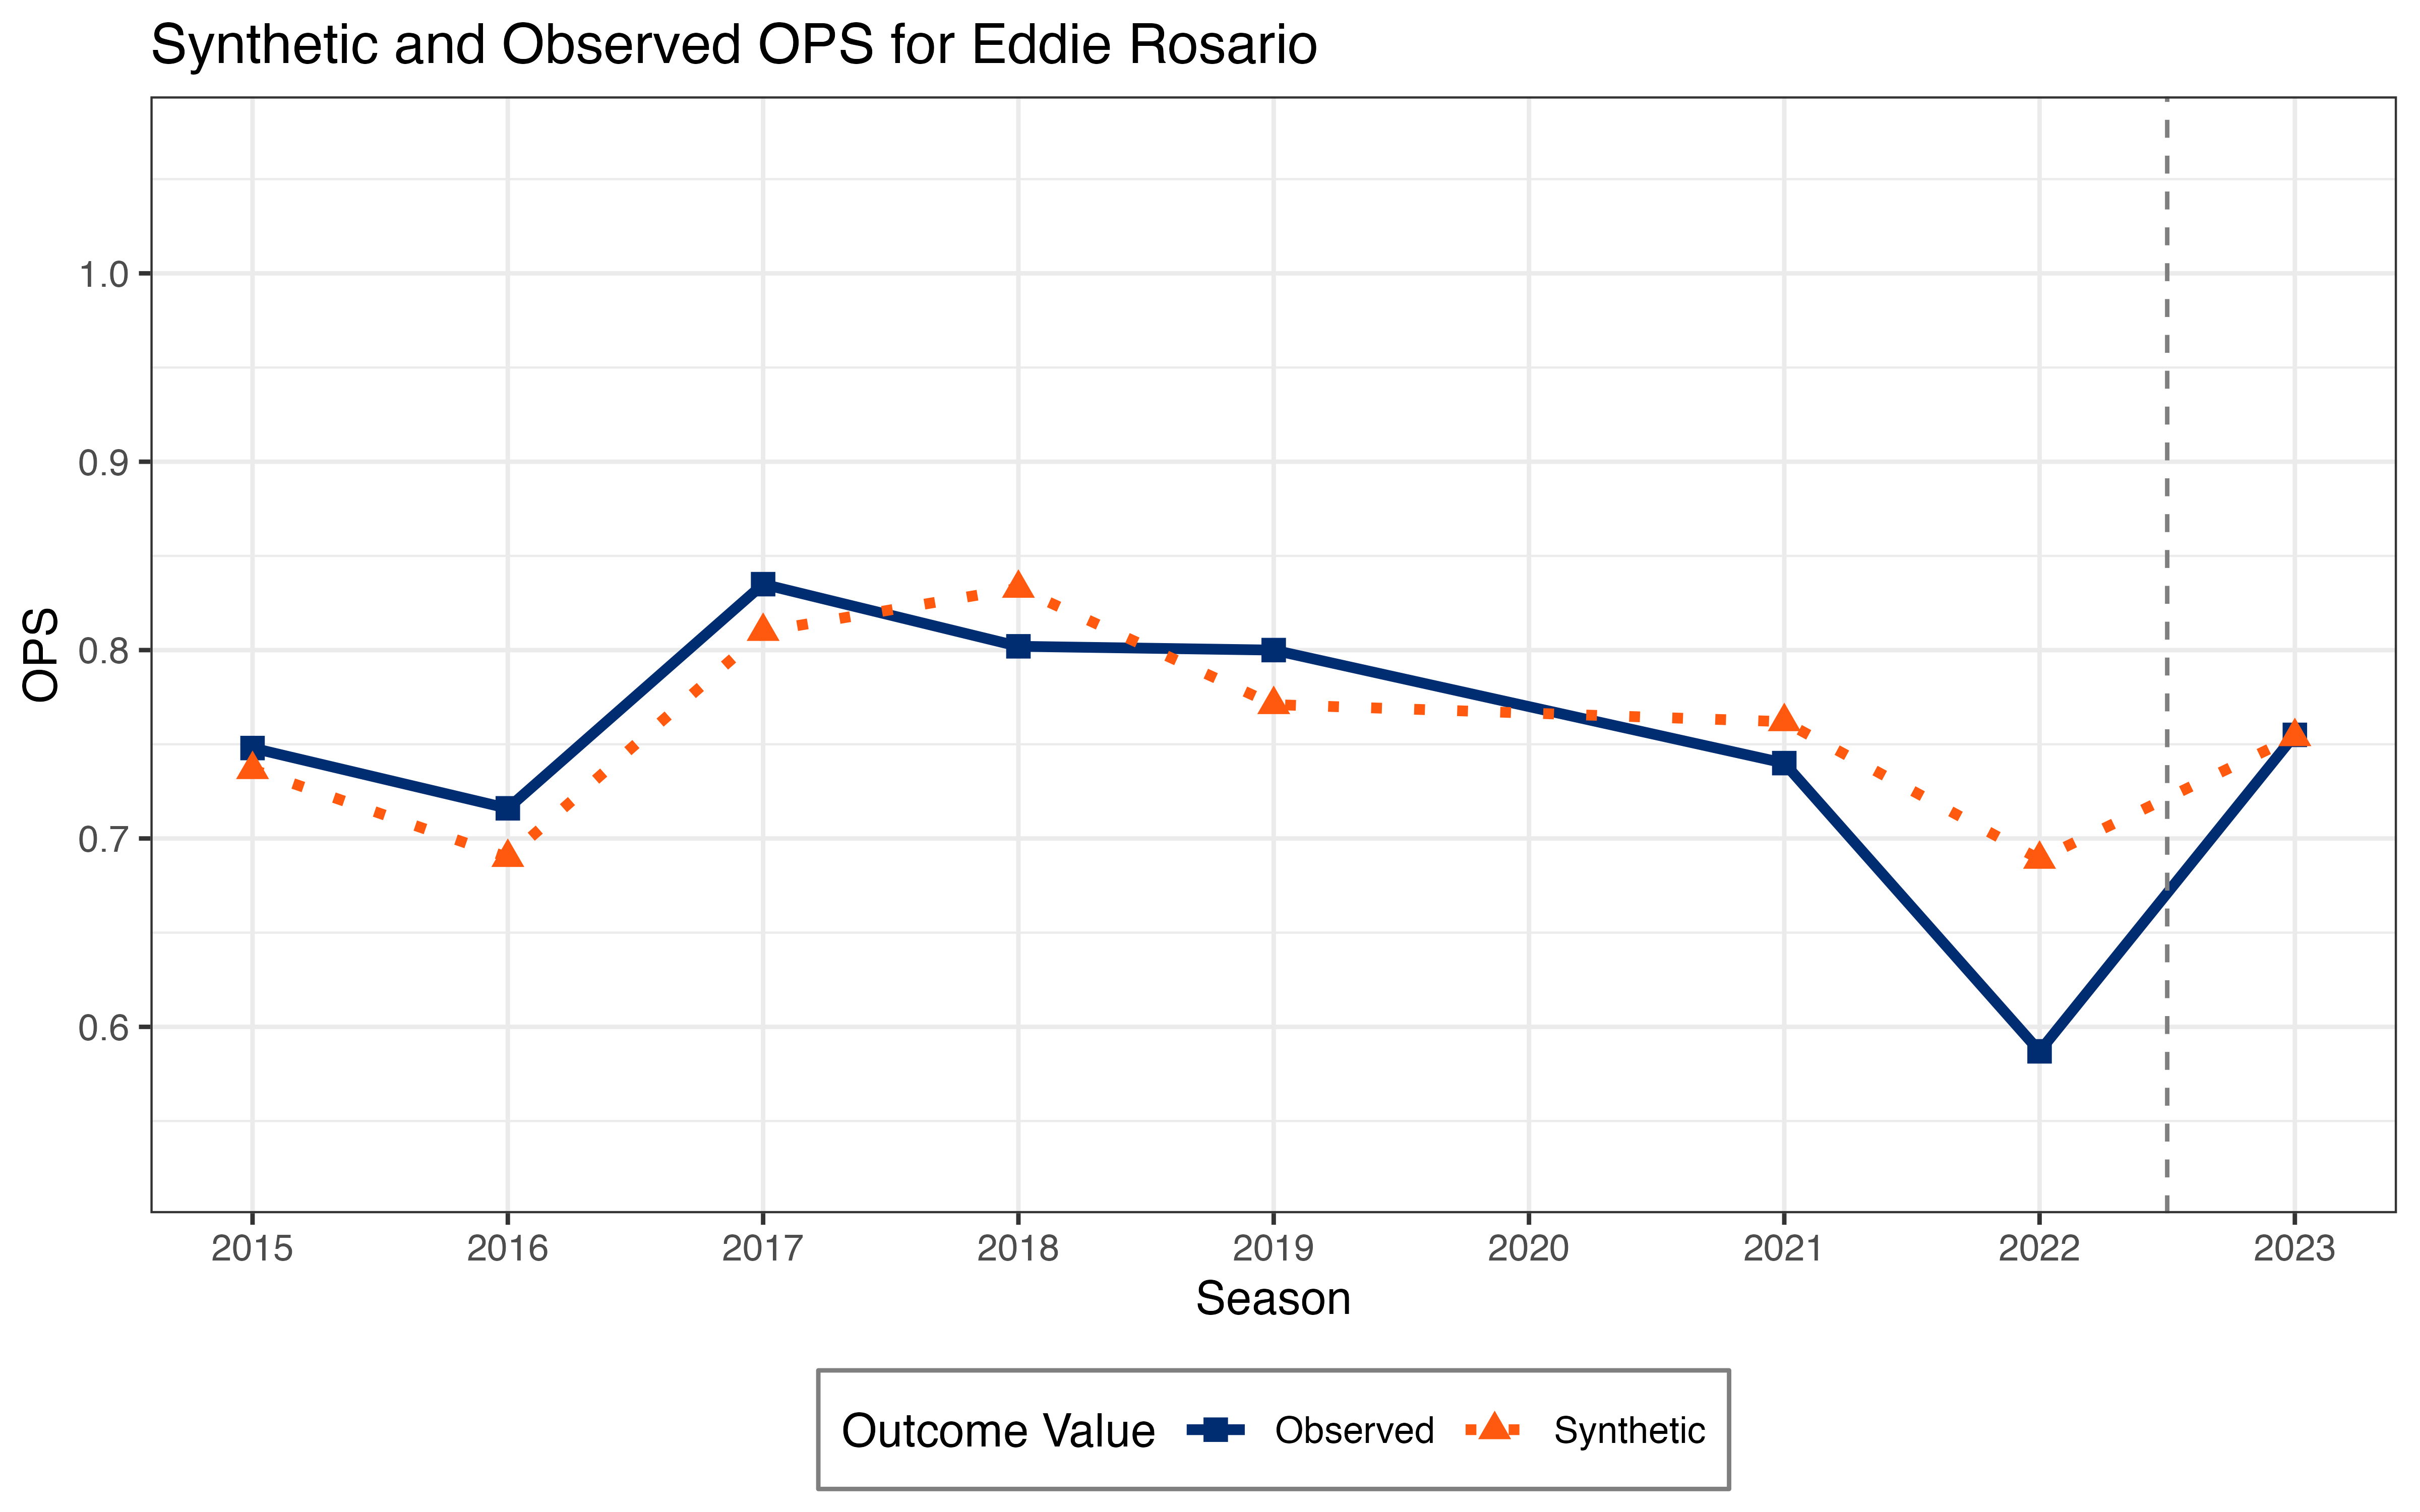 Synthetic and Observed OPS for Eddie Rosario
OPS
1.0
0.9
0.8
0.7
0.6
2015 2016 2017 2018 2019 2020 2021 2022 2023
Season
Outcome Value Observed Synthetic